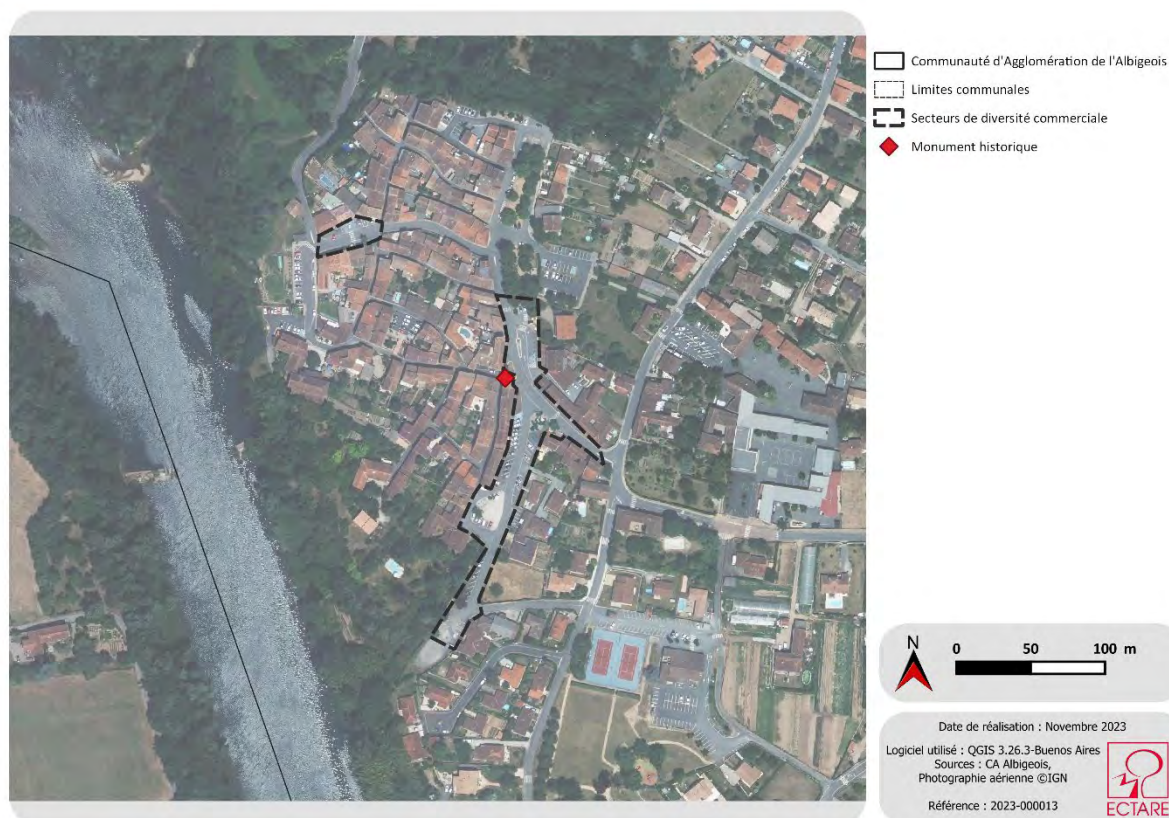 Communauté d'Agglomération de l'Albigeois
Limites communales
Secteurs de diversité commerciale
Monument historique
N
0 50 100 m
Date de réalisation : Novembre 2023
Logiciel utilisé : QGIS 3.26.3-Buenos Aires
Sources : CA Albigeois,
Photographie aérienne ©IGN
Référence : 2023-000013
ECTARE